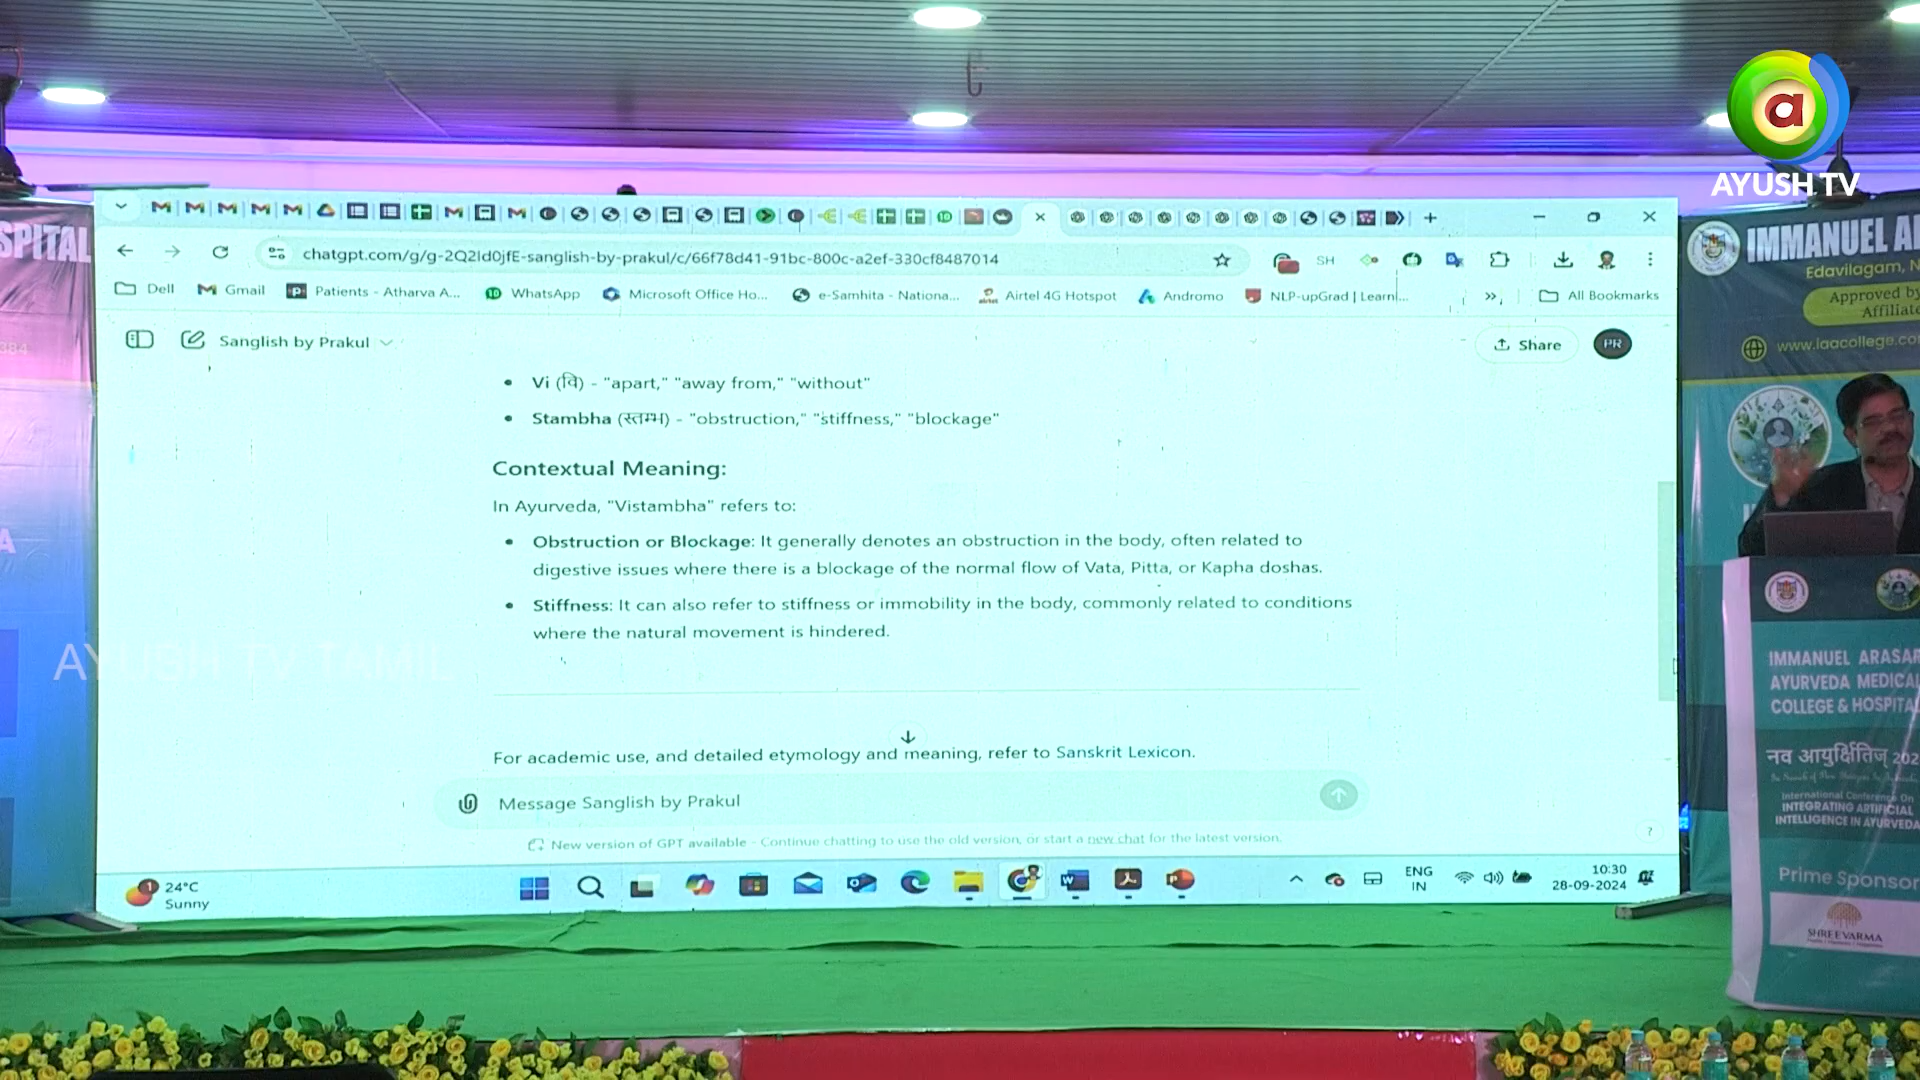 AYUSH TV
SPITAL
IMMANUEL AR
Edavilagam, N
Approved by
Affiliate
www.iaacollege.co
chatgpt.com/g/g-2Q2Id0jfE-sanglish-by-prakul/c/66f78d41-91bc-800c-a2ef-330cf8487014
SH
Dell
Gmail
Patients - Atharva A...
WhatsApp
Microsoft Office Ho...
e-Samhita - Nationa...
Airtel 4G Hotspot
Andromo
NLP-upGrad | Learni...
All Bookmarks
Sanglish by Prakul
Share
PR
Vi (वि) - "apart," "away from," "without"
Stambha (स्तम्भ) - "obstruction," "stiffness," "blockage"
Contextual Meaning:
In Ayurveda, "Vistambha" refers to:
Obstruction or Blockage: It generally denotes an obstruction in the body, often related to
digestive issues where there is a blockage of the normal flow of Vata, Pitta, or Kapha doshas.
Stiffness: It can also refer to stiffness or immobility in the body, commonly related to conditions
where the natural movement is hindered.
AYUSH TV TAMIL
For academic use, and detailed etymology and meaning, refer to Sanskrit Lexicon.
Message Sanglish by Prakul
New version of GPT available - Continue chatting to use the old version, or start a new chat for the latest version.
?
1
24°C
Sunny
ENG
IN
10:30
28-09-2024
IMMANUEL ARASAR
AYURVEDA MEDICAL
COLLEGE & HOSPITAL
नव आयुर्क्षितिज् 202
International Conference On
INTEGRATING ARTIFICIAL
INTELLIGENCE IN AYURVEDA
Prime Sponsor
SHREEVARMA